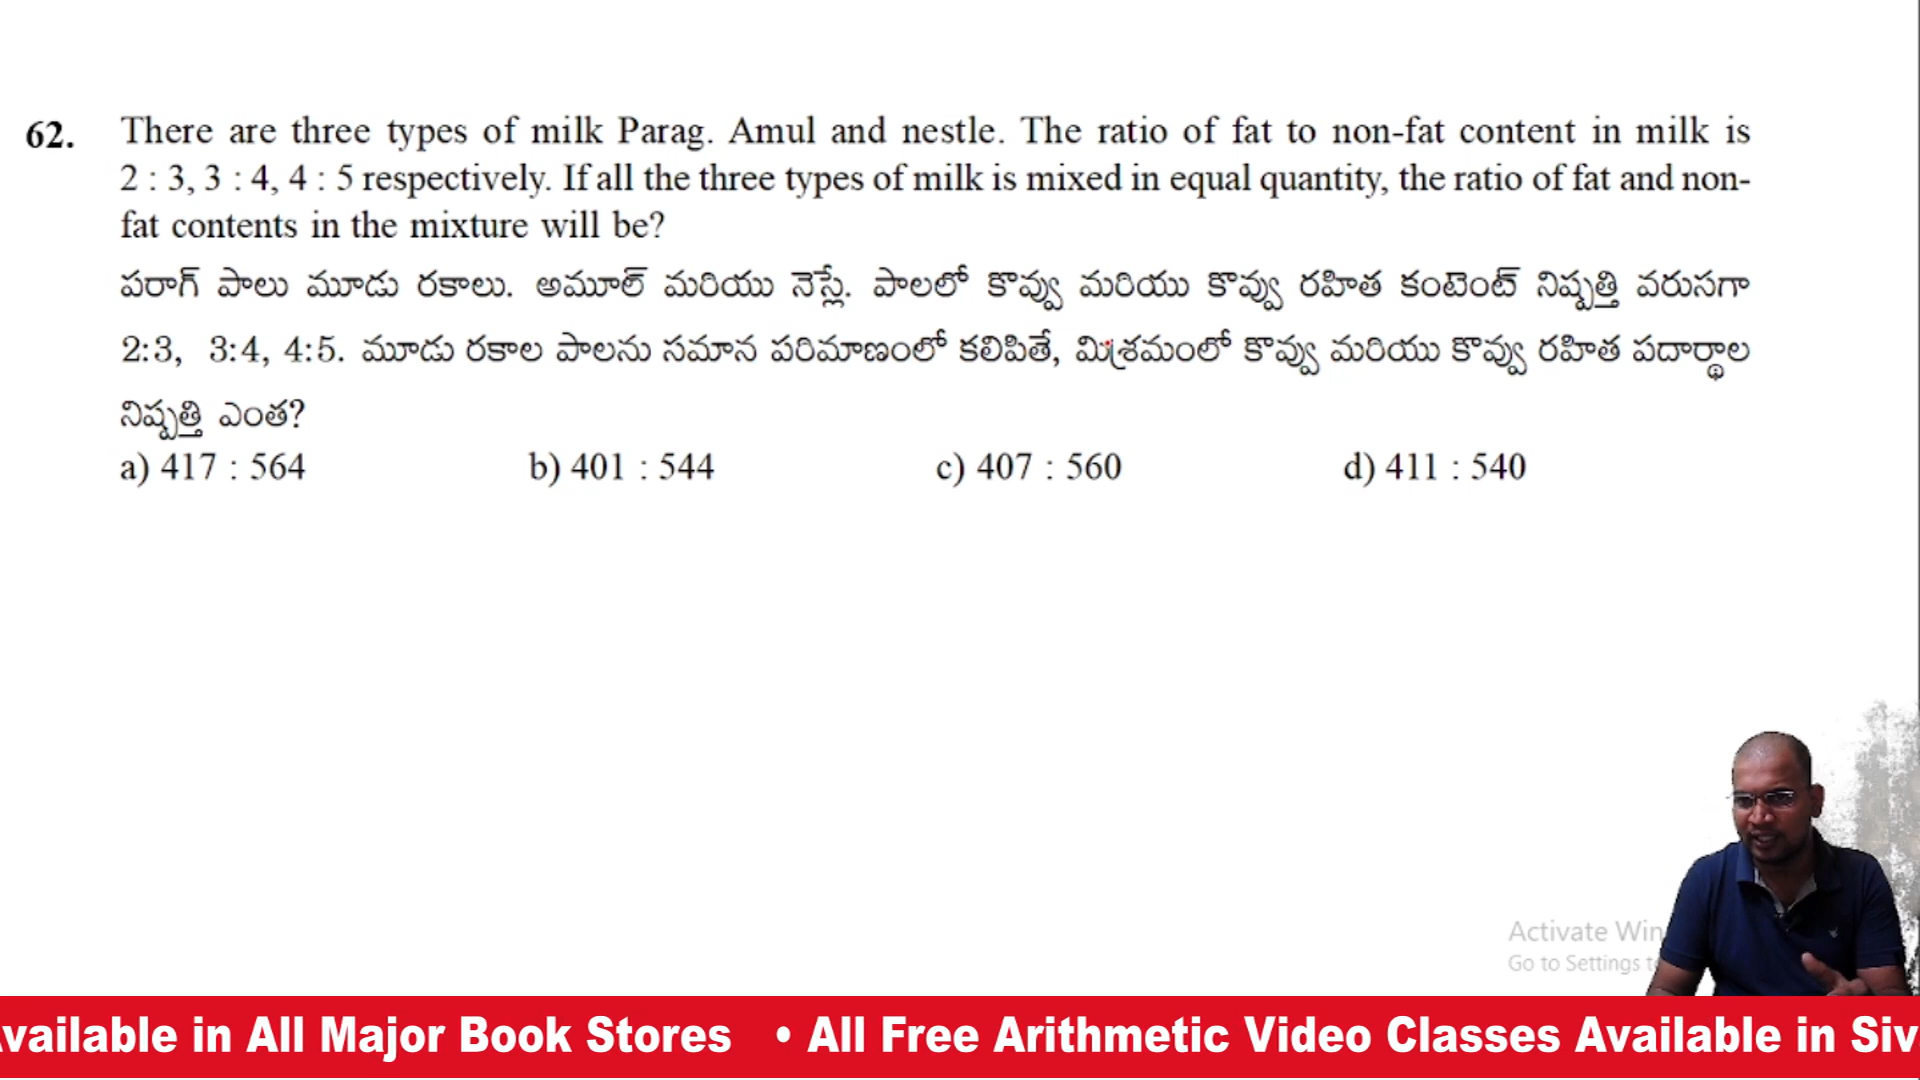 62. There are three types of milk Parag. Amul and nestle. The ratio of fat to non-fat content in milk is
2 : 3, 3 : 4, 4 : 5 respectively. If all the three types of milk is mixed in equal quantity, the ratio of fat and non-
fat contents in the mixture will be?
పరాగ్ పాలు మూడు రకాలు. అమూల్ మరియు నెస్లే. పాలలో కొవ్వు మరియు కొవ్వు రహిత కంటెంట్ నిష్పత్తి వరుసగా
2:3, 3:4, 4:5. మూడు రకాల పాలను సమాన పరిమాణంలో కలిపితే, మిశ్రమంలో కొవ్వు మరియు కొవ్వు రహిత పదార్థాల
నిష్పత్తి ఎంత?
a) 417 : 564 b) 401 : 544 c) 407 : 560 d) 411 : 540
Activate Win
Go to Settings t
vailable in All Major Book Stores • All Free Arithmetic Video Classes Available in Siv